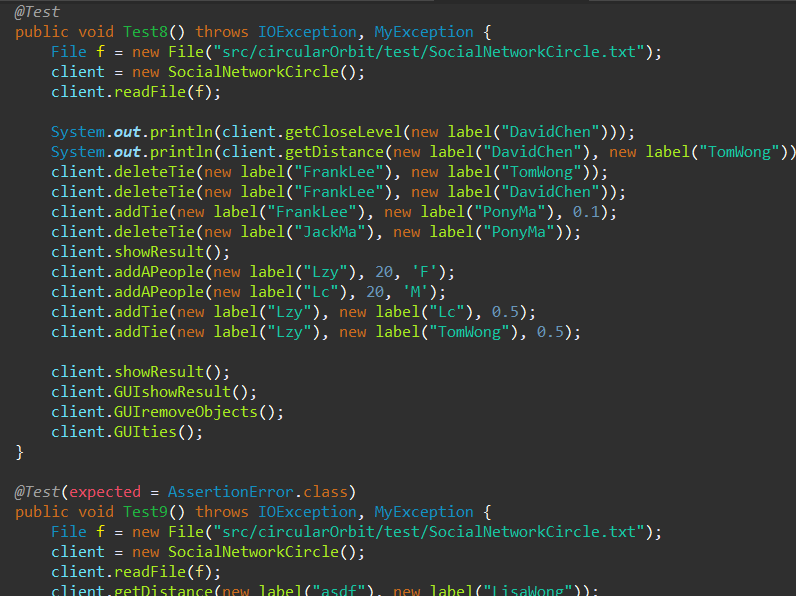 @Test
public void Test8() throws IOException, MyException {
    File f = new File("src/circularOrbit/test/SocialNetworkCircle.txt");
    client = new SocialNetworkCircle();
    client.readFile(f);

    System.out.println(client.getCloseLevel(new label("DavidChen")));
    System.out.println(client.getDistance(new label("DavidChen"), new label("TomWong"))
    client.deleteTie(new label("FrankLee"), new label("TomWong"));
    client.deleteTie(new label("FrankLee"), new label("DavidChen"));
    client.addTie(new label("FrankLee"), new label("PonyMa"), 0.1);
    client.deleteTie(new label("JackMa"), new label("PonyMa"));
    client.showResult();
    client.addAPeople(new label("Lzy"), 20, 'F');
    client.addAPeople(new label("Lc"), 20, 'M');
    client.addTie(new label("Lzy"), new label("Lc"), 0.5);
    client.addTie(new label("Lzy"), new label("TomWong"), 0.5);

    client.showResult();
    client.GUIshowResult();
    client.GUIremoveObjects();
    client.GUIties();
}

@Test(expected = AssertionError.class)
public void Test9() throws IOException, MyException {
    File f = new File("src/circularOrbit/test/SocialNetworkCircle.txt");
    client = new SocialNetworkCircle();
    client.readFile(f);
    client.getDistance(new label("asdf"), new label("LisaWong"));